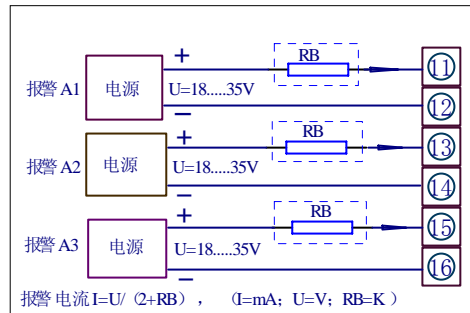 + RB ⑪
报警 A1 电源 U=18.....35V
− ⑫
+ RB ⑬
报警 A2 电源 U=18.....35V
− ⑭
+ RB ⑮
报警 A3 电源 U=18.....35V
− ⑯
报警 电流 I=U/（2+RB）， （I=mA；U=V；RB=K ）